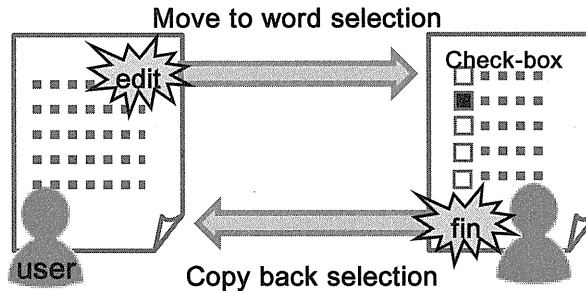 Move to word selection
edit
Check-box
user
fin
Copy back selection